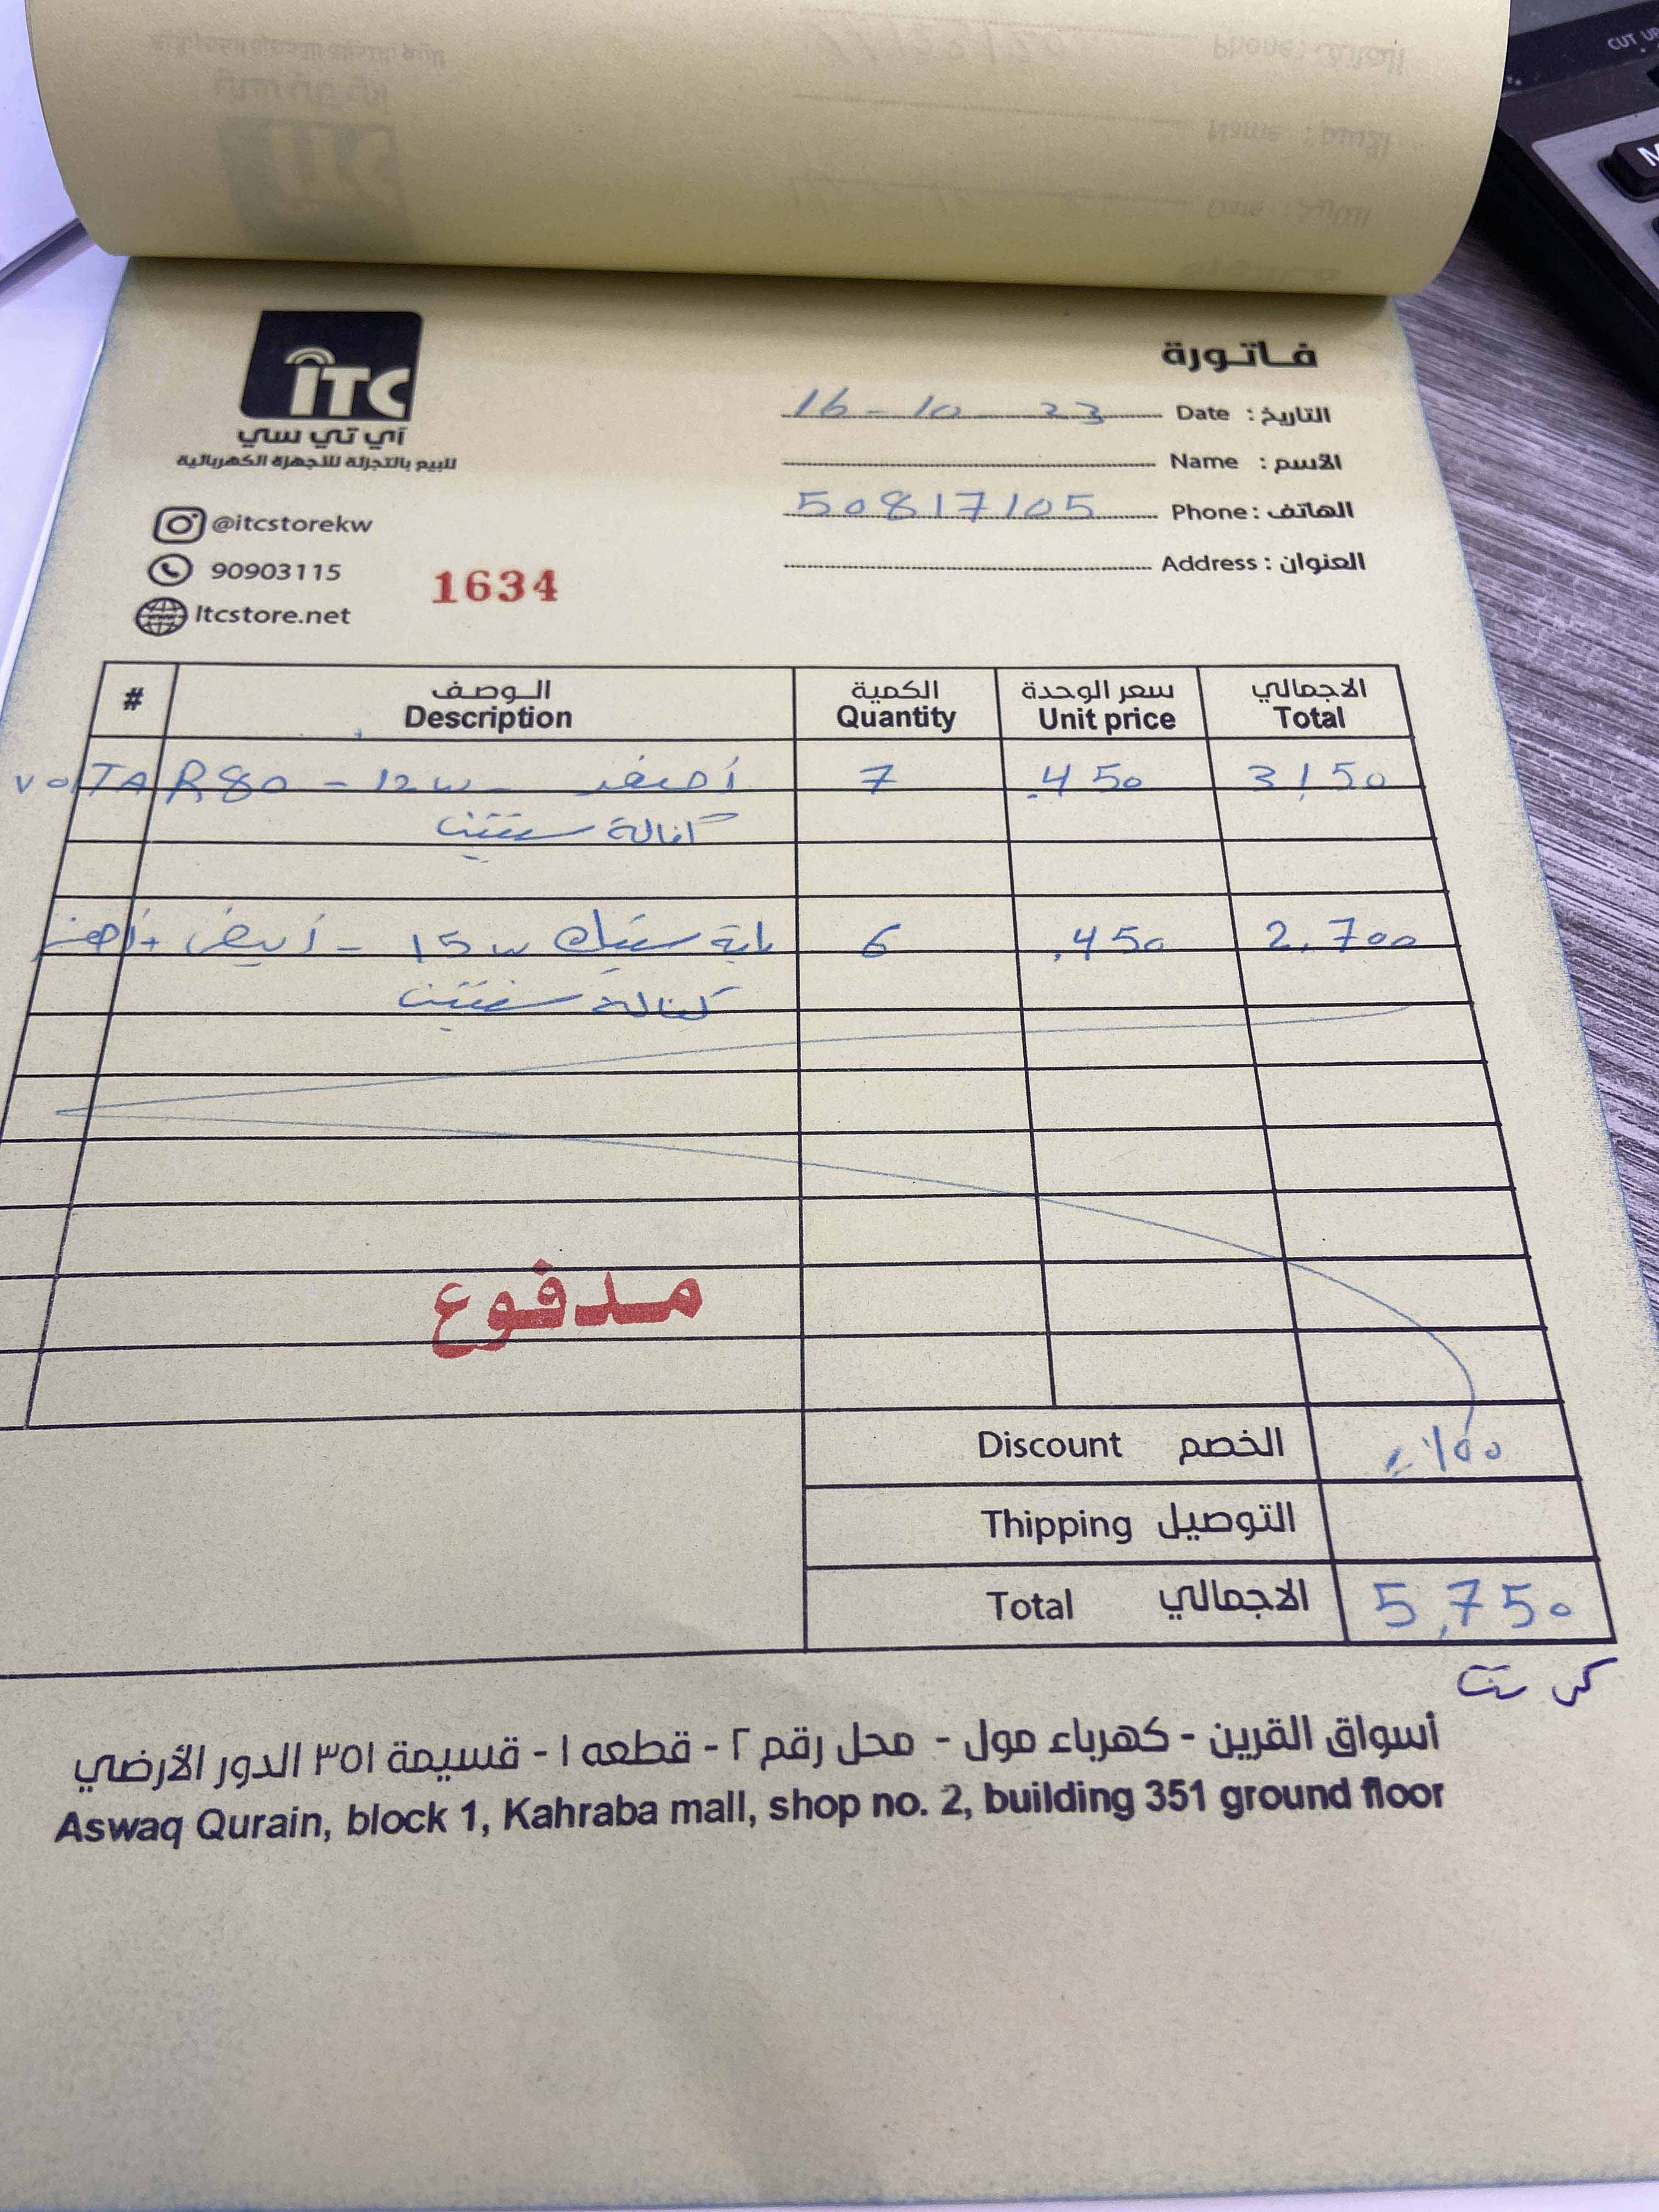 ITC
آي تي سي
للبيع بالتجزئة للأجهزة الكهربائية
@itcstorekw
90903115
Itcstore.net
1634
فاتورة
التاريخ : Date 16-10-23
الاسم : Name
الهاتف : Phone 50817105
العنوان : Address
# الوصف الكمية سعر الوحدة الاجمالي
Description Quantity Unit price Total
VOLTA R80 - 12w - أصفر 7 .450 3,150
كفالة سنتين
15w - أبيض + أصفر 6 .450 2,700
كفالة سنتين
مدفوع
Discount الخصم .100
Thipping التوصيل
Total الاجمالي 5,750
أسواق القرين - كهرباء مول - محل رقم ٢ - قطعه ١ - قسيمة ٣٥١ الدور الأرضي
Aswaq Qurain, block 1, Kahraba mall, shop no. 2, building 351 ground floor
CUT UP
M